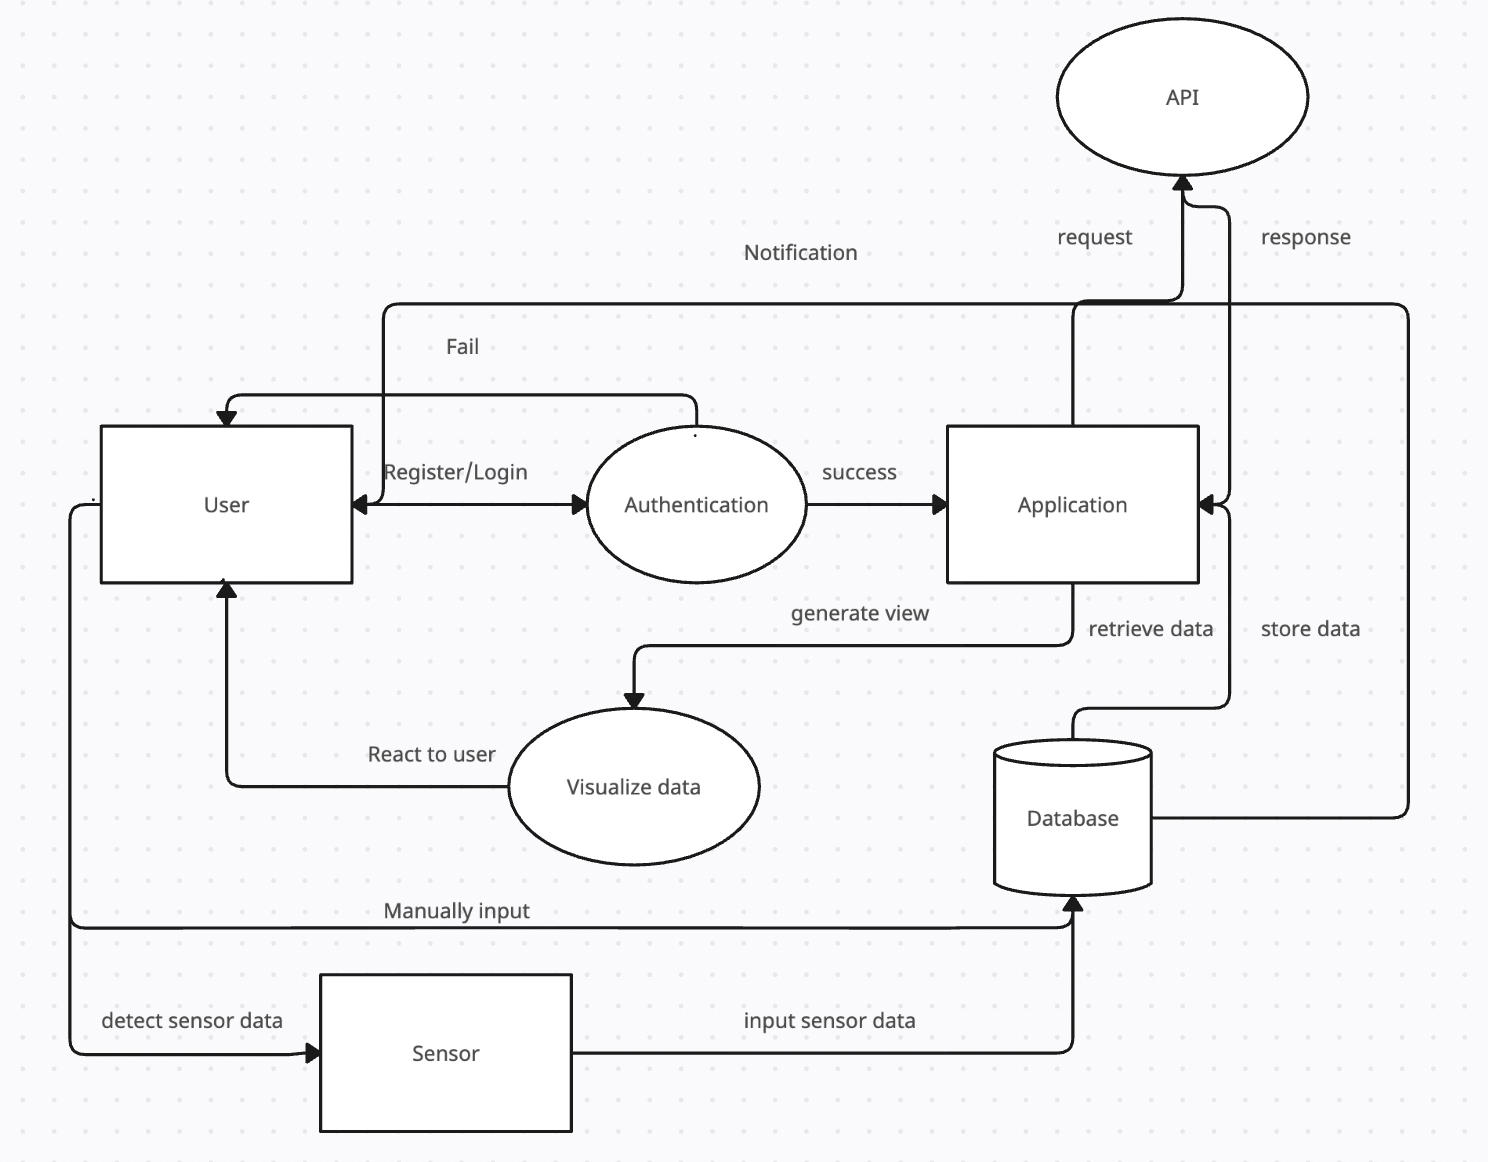 API
request
response
Notification
Fail
Register/Login
success
User
Authentication
Application
generate view
retrieve data
store data
React to user
Visualize data
Database
Manually input
detect sensor data
input sensor data
Sensor